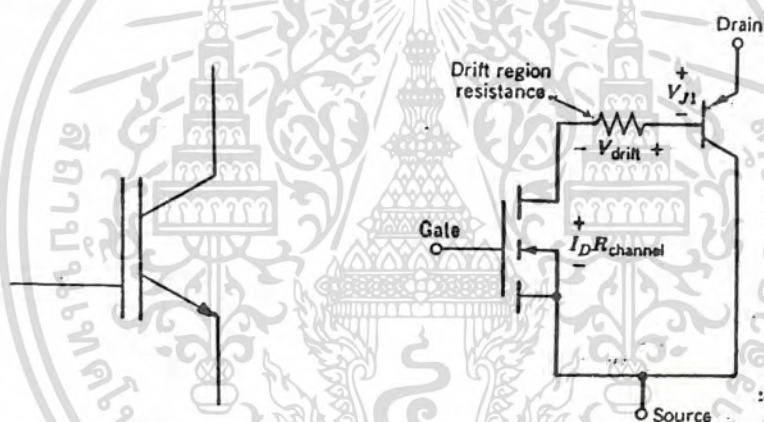 Drain
Drift region
resistance
+
V_J1
−
− V_drift +
Gate
+
I_D R_channel
−
Source